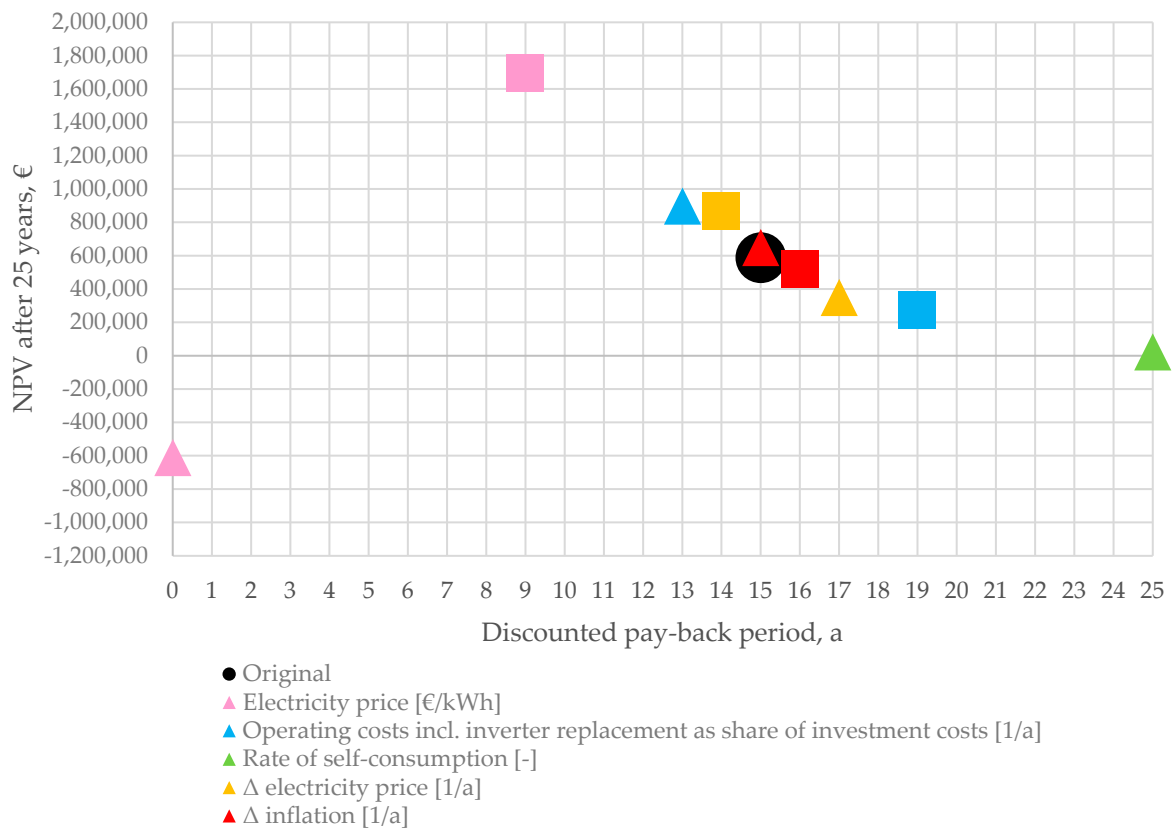 2,000,000
1,800,000
1,600,000
1,400,000
1,200,000
1,000,000
800,000
600,000
400,000
200,000
0
-200,000
-400,000
-600,000
-800,000
-1,000,000
-1,200,000
NPV after 25 years, €
0 1 2 3 4 5 6 7 8 9 10 11 12 13 14 15 16 17 18 19 20 21 22 23 24 25
Discounted pay-back period, a
Original
Electricity price [€/kWh]
Operating costs incl. inverter replacement as share of investment costs [1/a]
Rate of self-consumption [-]
Δ electricity price [1/a]
Δ inflation [1/a]